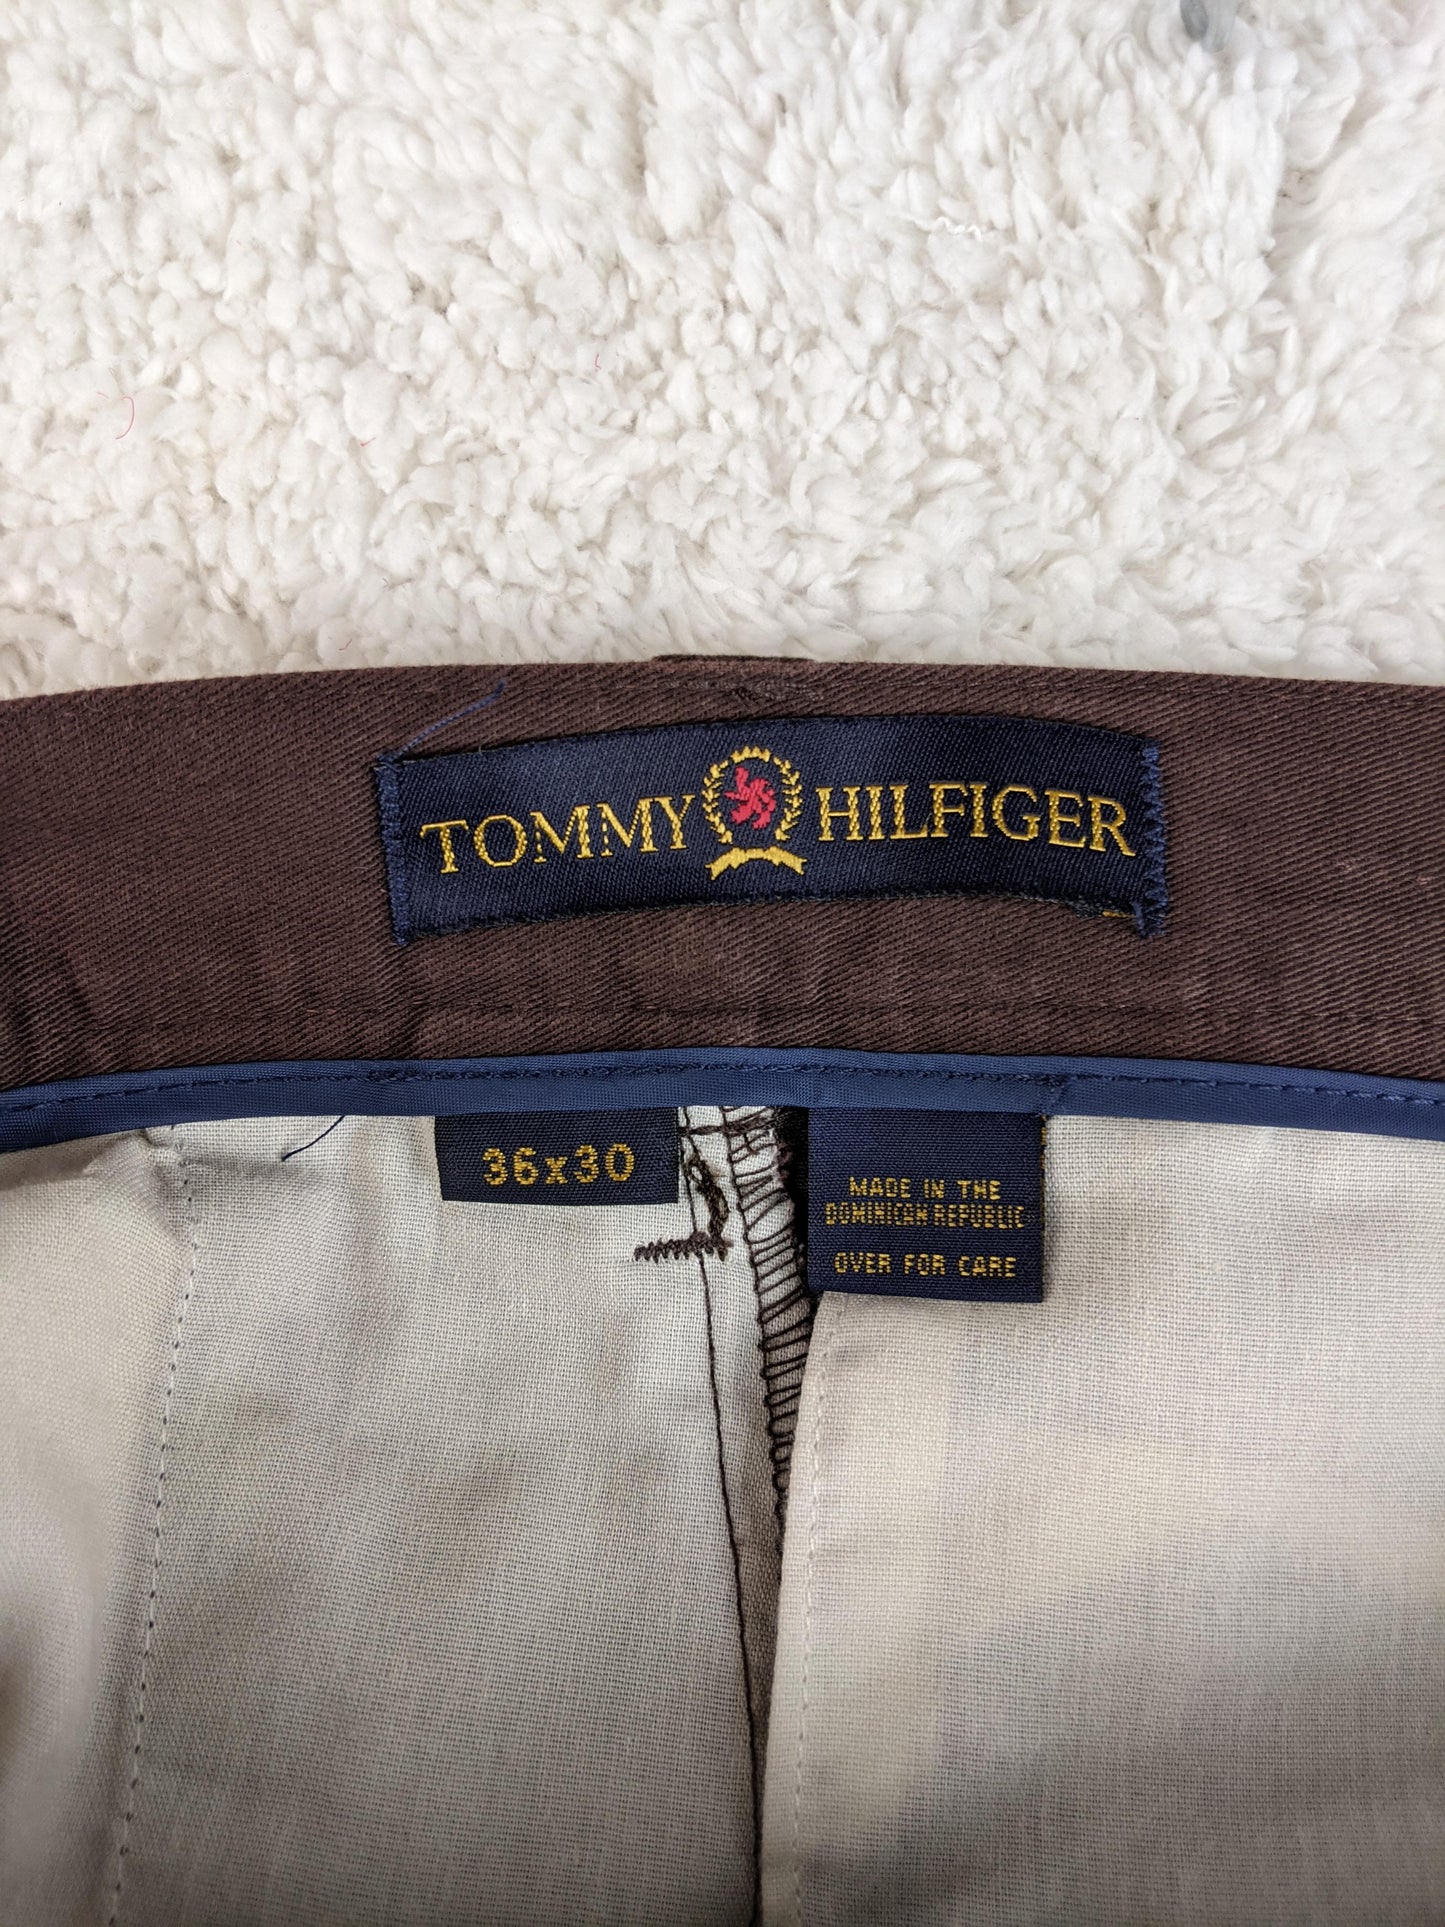 TOMMY HILFIGER
36x30
MADE IN THE
DOMINICAN REPUBLIC
OVER FOR CARE